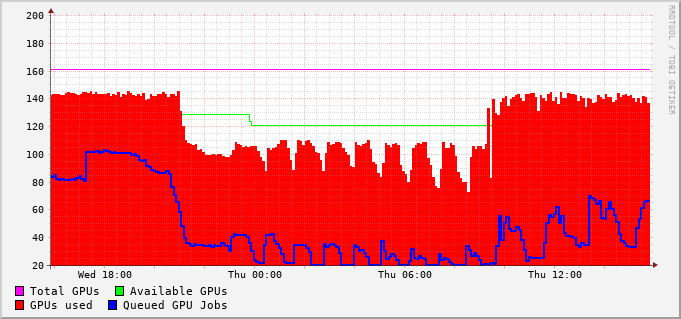 200
180
160
140
120
100
80
60
40
20
Wed 18:00 Thu 00:00 Thu 06:00 Thu 12:00
Total GPUs Available GPUs
GPUs used Queued GPU Jobs
RRDTOOL / TOBI OETIKER